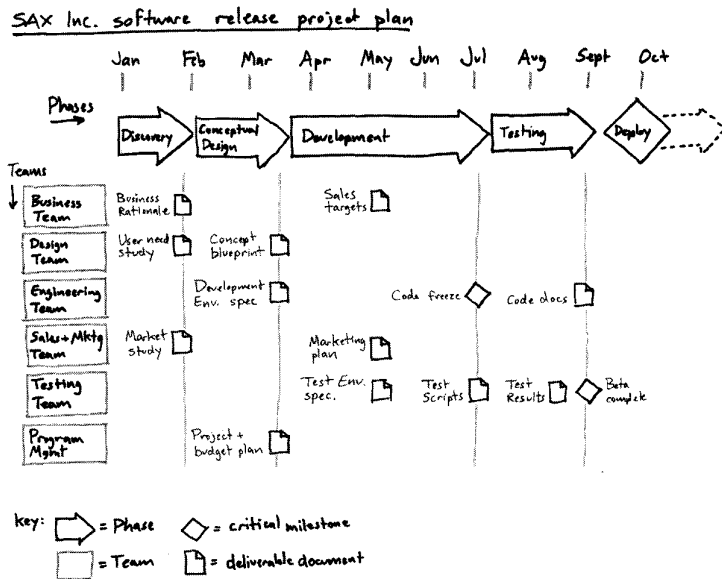 SAX Inc. software release project plan
Jan Feb Mar Apr May Jun Jul Aug Sept Oct
Phases
Discovery
Conceptual
Design
Development
Testing
Deploy
Teams
Business
Team
Business
Rationale
Sales
targets
Design
Team
User need
study
Concept
blueprint
Engineering
Team
Development
Env. spec
Code freeze
Code docs
Sales+Mktg
Team
Market
study
Marketing
plan
Testing
Team
Test Env.
spec.
Test
Scripts
Test
Results
Beta
complete
Program
Mgmt
Project +
budget plan
key:
= Phase
= critical milestone
= Team
= deliverable document